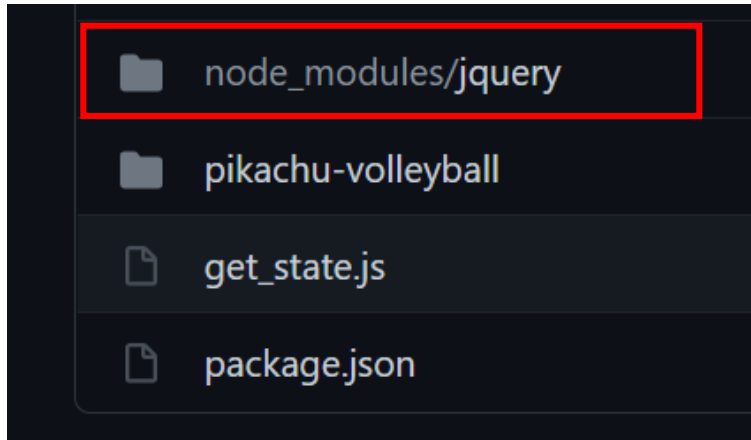 node_modules/jquery
pikachu-volleyball
get_state.js
package.json